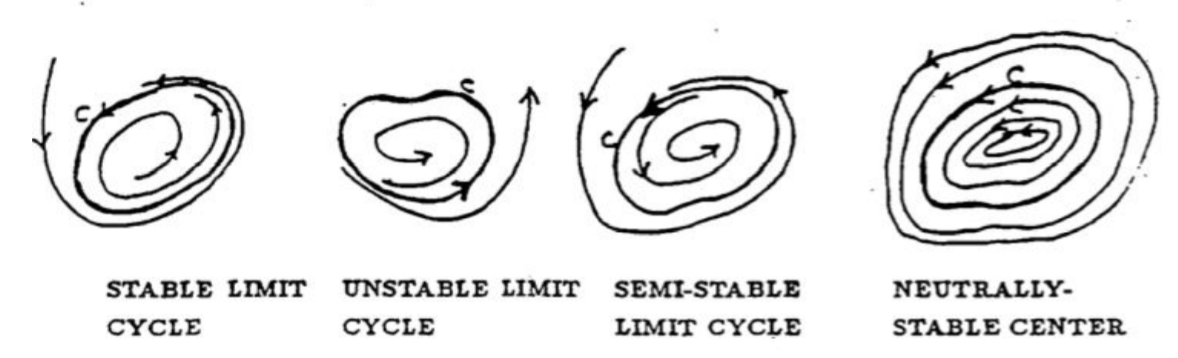 C
C
C
C
STABLE LIMIT
CYCLE
UNSTABLE LIMIT
CYCLE
SEMI-STABLE
LIMIT CYCLE
NEUTRALLY-
STABLE CENTER